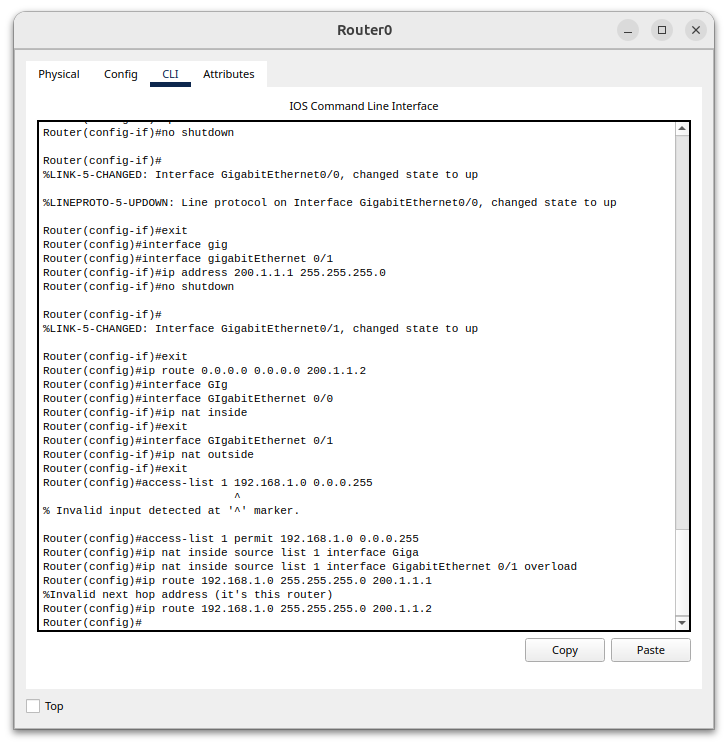 Router0
Physical Config CLI Attributes
IOS Command Line Interface
Router(config-if)#no shutdown
Router(config-if)#
%LINK-5-CHANGED: Interface GigabitEthernet0/0, changed state to up
%LINEPROTO-5-UPDOWN: Line protocol on Interface GigabitEthernet0/0, changed state to up
Router(config-if)#exit
Router(config)#interface gig
Router(config)#interface gigabitEthernet 0/1
Router(config-if)#ip address 200.1.1.1 255.255.255.0
Router(config-if)#no shutdown
Router(config-if)#
%LINK-5-CHANGED: Interface GigabitEthernet0/1, changed state to up
Router(config-if)#exit
Router(config)#ip route 0.0.0.0 0.0.0.0 200.1.1.2
Router(config)#interface GIg
Router(config)#interface GIgabitEthernet 0/0
Router(config-if)#ip nat inside
Router(config-if)#exit
Router(config)#interface GIgabitEthernet 0/1
Router(config-if)#ip nat outside
Router(config-if)#exit
Router(config)#access-list 1 192.168.1.0 0.0.0.255
^
% Invalid input detected at '^' marker.
Router(config)#access-list 1 permit 192.168.1.0 0.0.0.255
Router(config)#ip nat inside source list 1 interface Giga
Router(config)#ip nat inside source list 1 interface GigabitEthernet 0/1 overload
Router(config)#ip route 192.168.1.0 255.255.255.0 200.1.1.1
%Invalid next hop address (it's this router)
Router(config)#ip route 192.168.1.0 255.255.255.0 200.1.1.2
Router(config)#
Copy Paste
Top